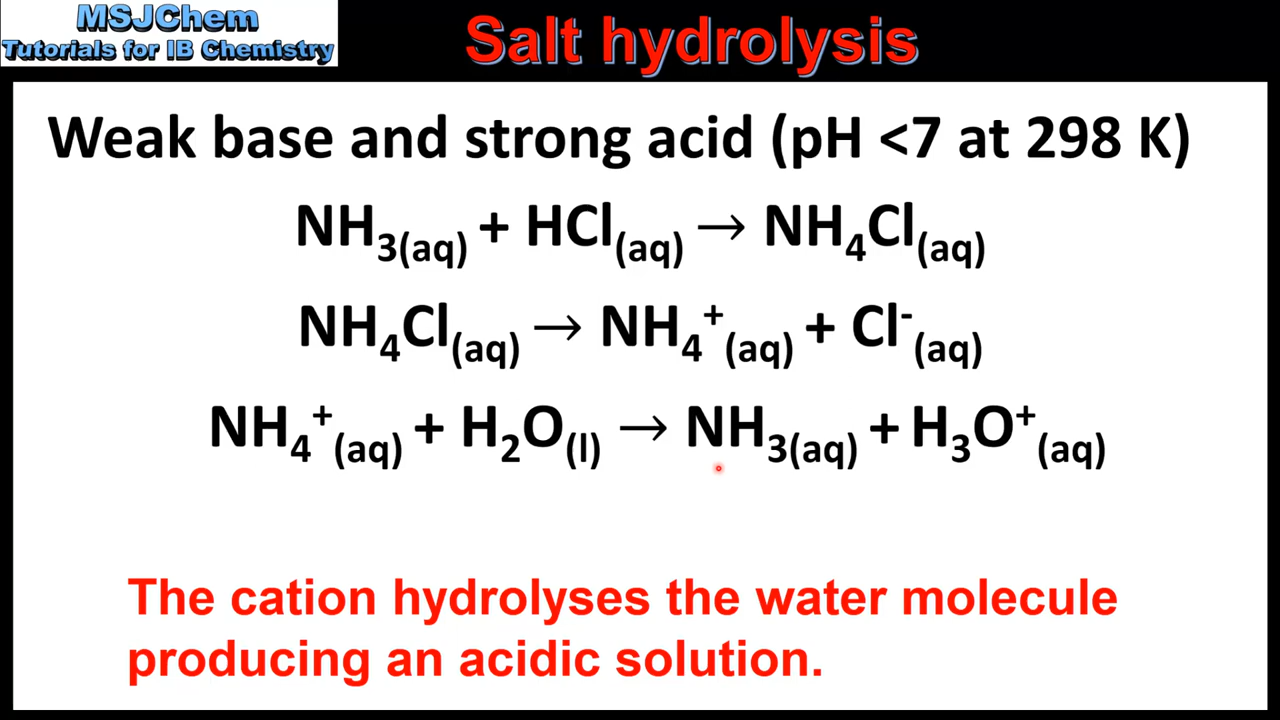 MSJChem
Tutorials for IB Chemistry
Salt hydrolysis
Weak base and strong acid (pH <7 at 298 K)
NH₃(aq) + HCl(aq) → NH₄Cl(aq)
NH₄Cl(aq) → NH₄⁺(aq) + Cl⁻(aq)
NH₄⁺(aq) + H₂O(l) → NH₃(aq) + H₃O⁺(aq)
The cation hydrolyses the water molecule
producing an acidic solution.